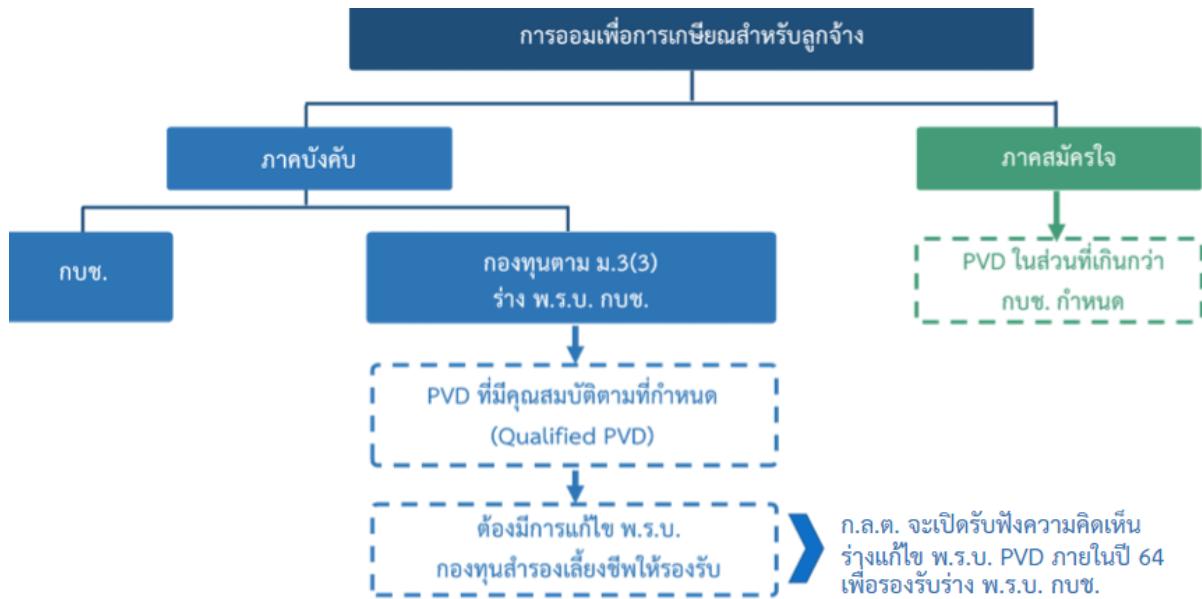 การออมเพื่อการเกษียณสำหรับลูกจ้าง
ภาคบังคับ
ภาคสมัครใจ
กบช.
กองทุนตาม ม.3(3)
ร่าง พ.ร.บ. กบช.
PVD ในส่วนที่เกินกว่า
กบช. กำหนด
PVD ที่มีคุณสมบัติตามที่กำหนด
(Qualified PVD)
ต้องมีการแก้ไข พ.ร.บ.
กองทุนสำรองเลี้ยงชีพให้รองรับ
ก.ล.ต. จะเปิดรับฟังความคิดเห็น
ร่างแก้ไข พ.ร.บ. PVD ภายในปี 64
เพื่อรองรับร่าง พ.ร.บ. กบช.